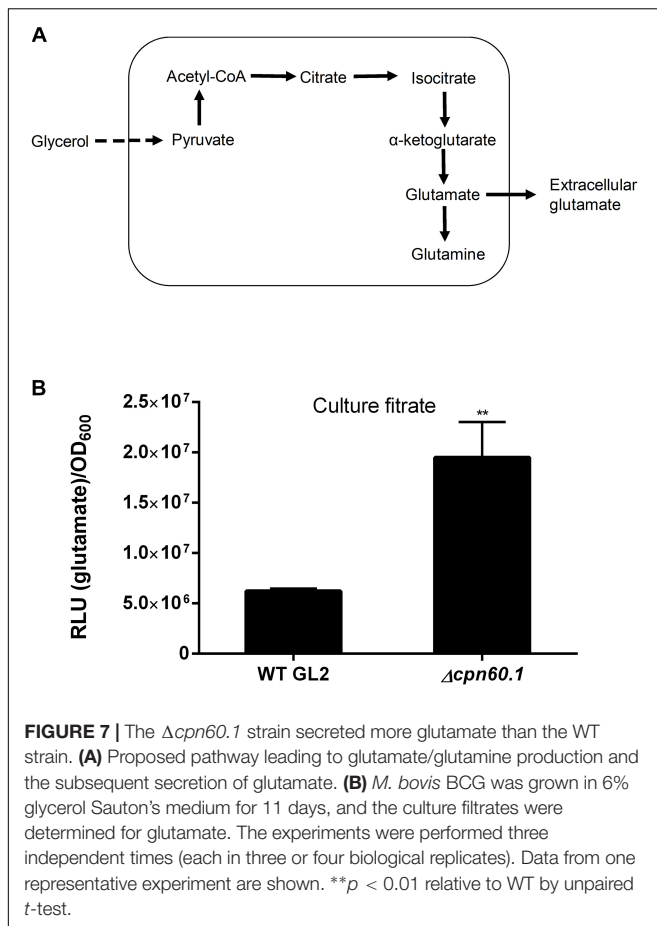 A
Acetyl-CoA Citrate Isocitrate
Glycerol Pyruvate α-ketoglutarate
Glutamate Extracellular
glutamate
Glutamine
B
Culture fitrate
RLU (glutamate)/OD600
2.5×10⁷
2.0×10⁷
1.5×10⁷
1.0×10⁷
5.0×10⁶
0
**
WT GL2 Δcpn60.1
FIGURE 7 | The Δcpn60.1 strain secreted more glutamate than the WT
strain. (A) Proposed pathway leading to glutamate/glutamine production and
the subsequent secretion of glutamate. (B) M. bovis BCG was grown in 6%
glycerol Sauton's medium for 11 days, and the culture filtrates were
determined for glutamate. The experiments were performed three
independent times (each in three or four biological replicates). Data from one
representative experiment are shown. **p < 0.01 relative to WT by unpaired
t-test.